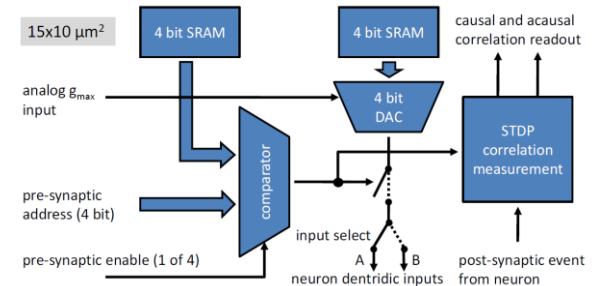 15x10 µm²
4 bit SRAM
4 bit SRAM
causal and acausal
correlation readout
analog gmax
input
4 bit
DAC
STDP
correlation
measurement
comparator
pre-synaptic
address (4 bit)
input select
pre-synaptic enable (1 of 4)
A
B
neuron dentridic inputs
post-synaptic event
from neuron